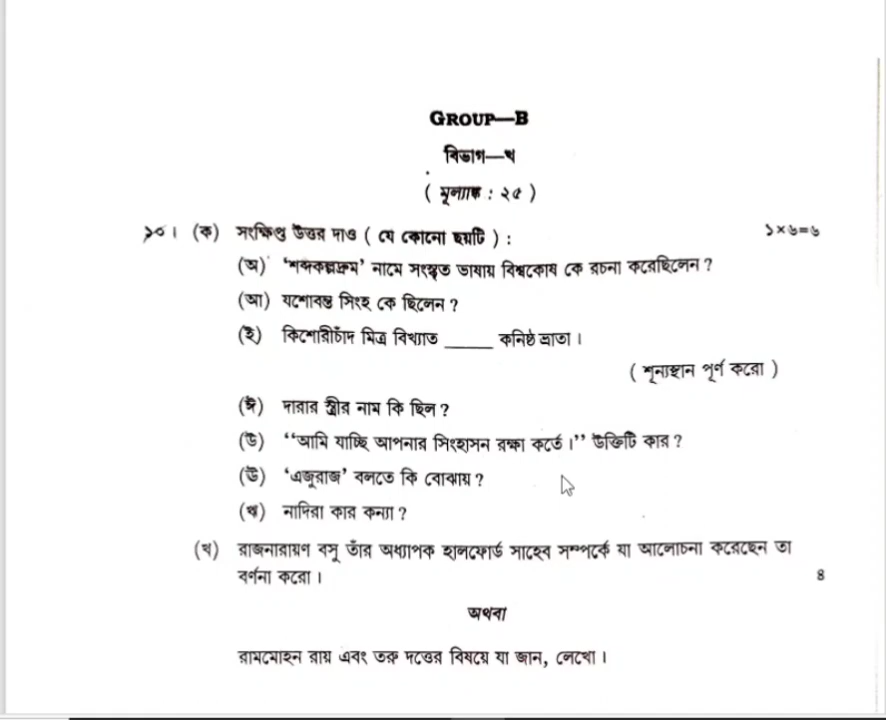 GROUP—B
বিভাগ—খ
( মূল্যাঙ্ক : ২৫ )
১০। (ক) সংক্ষিপ্ত উত্তর দাও ( যে কোনো ছয়টি ) : ১×৬=৬
(অ) ‘শব্দকল্পদ্রুম’ নামে সংস্কৃত ভাষায় বিশ্বকোষ কে রচনা করেছিলেন ?
(আ) যশোবন্ত সিংহ কে ছিলেন ?
(ই) কিশোরীচাঁদ মিত্র বিখ্যাত ______ কনিষ্ঠ ভ্রাতা।
( শূন্যস্থান পূর্ণ করো )
(ঈ) দারার স্ত্রীর নাম কি ছিল ?
(উ) “আমি যাচ্ছি আপনার সিংহাসন রক্ষা কর্তে।” উক্তিটি কার ?
(ঊ) ‘এজুরাজ’ বলতে কি বোঝায় ?
(ঋ) নাদিরা কার কন্যা ?
(খ) রাজনারায়ণ বসু তাঁর অধ্যাপক হালফোর্ড সাহেব সম্পর্কে যা আলোচনা করেছেন তা
বর্ণনা করো। ৪
অথবা
রামমোহন রায় এবং তরু দত্তের বিষয়ে যা জান, লেখো।